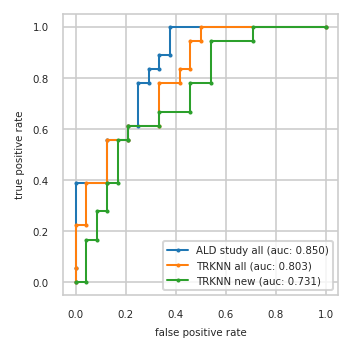 1.0
0.8
0.6
0.4
0.2
0.0
true positive rate
ALD study all (auc: 0.850)
TRKNN all (auc: 0.803)
TRKNN new (auc: 0.731)
0.0 0.2 0.4 0.6 0.8 1.0
false positive rate